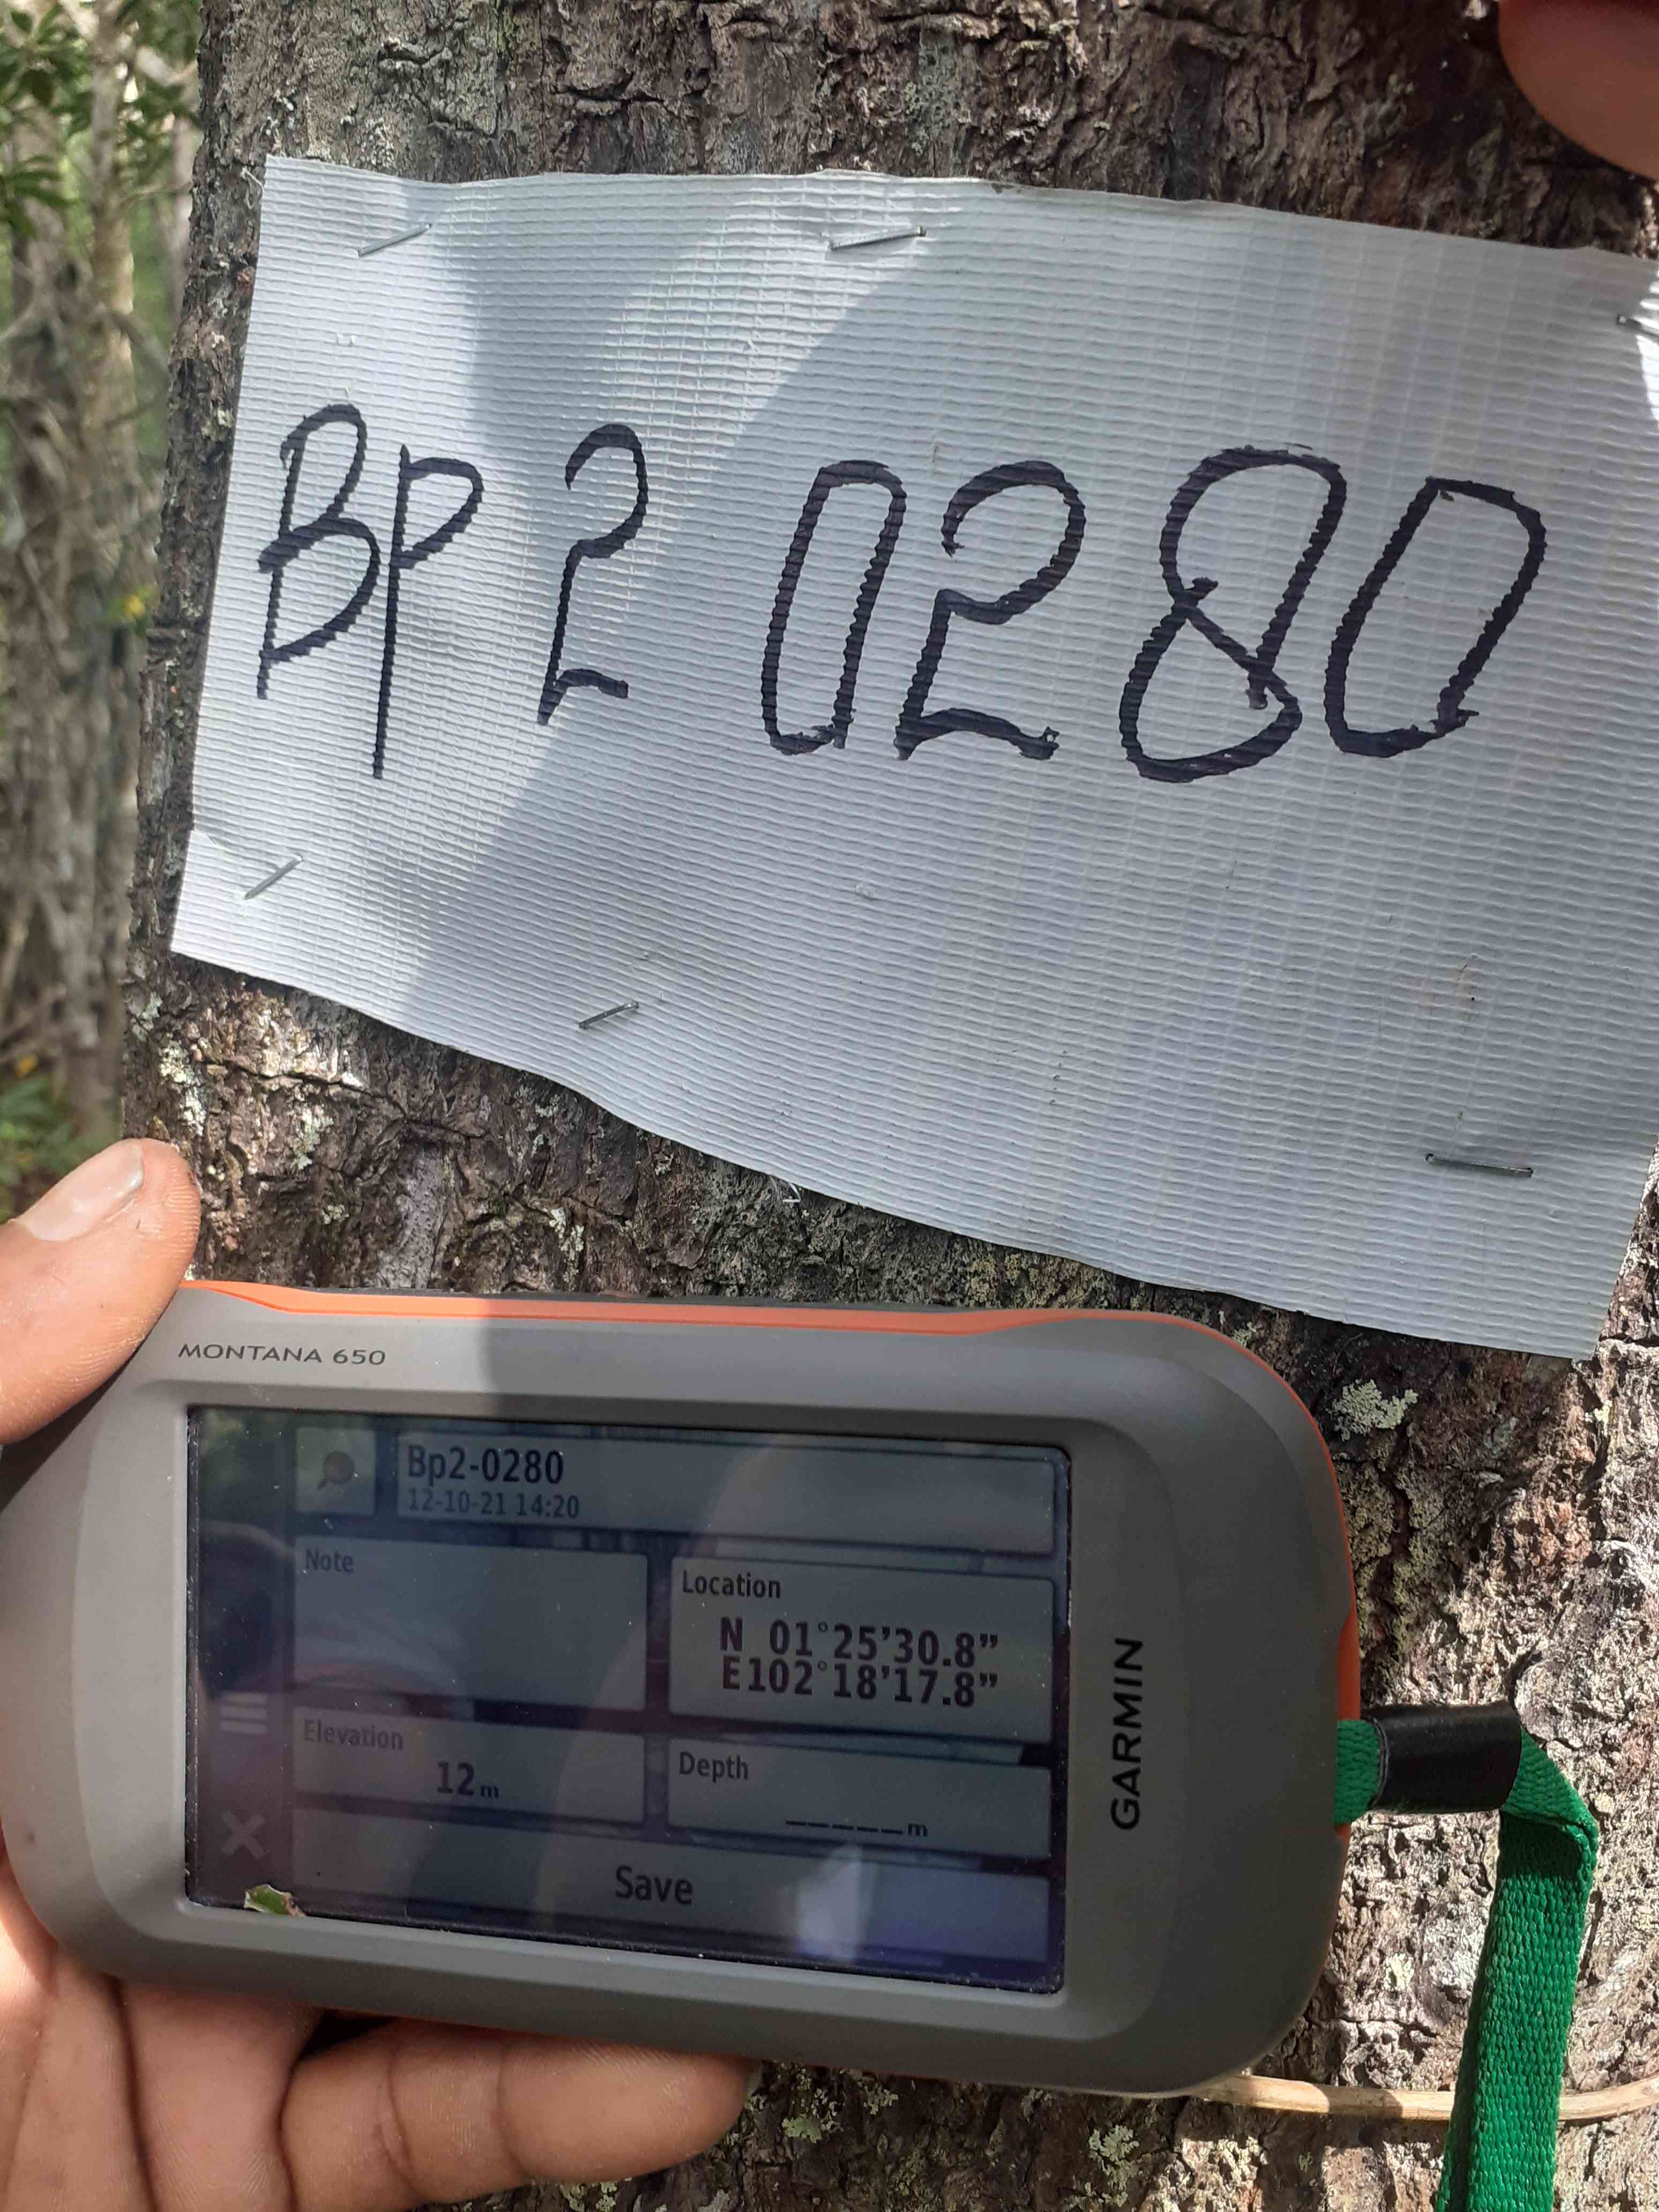 Bp 2 0280
MONTANA 650
Bp2-0280
12-10-21 14:20
Note
Location
N 01°25'30.8"
E102°18'17.8"
Elevation
12 m
Depth
_____m
Save
GARMIN